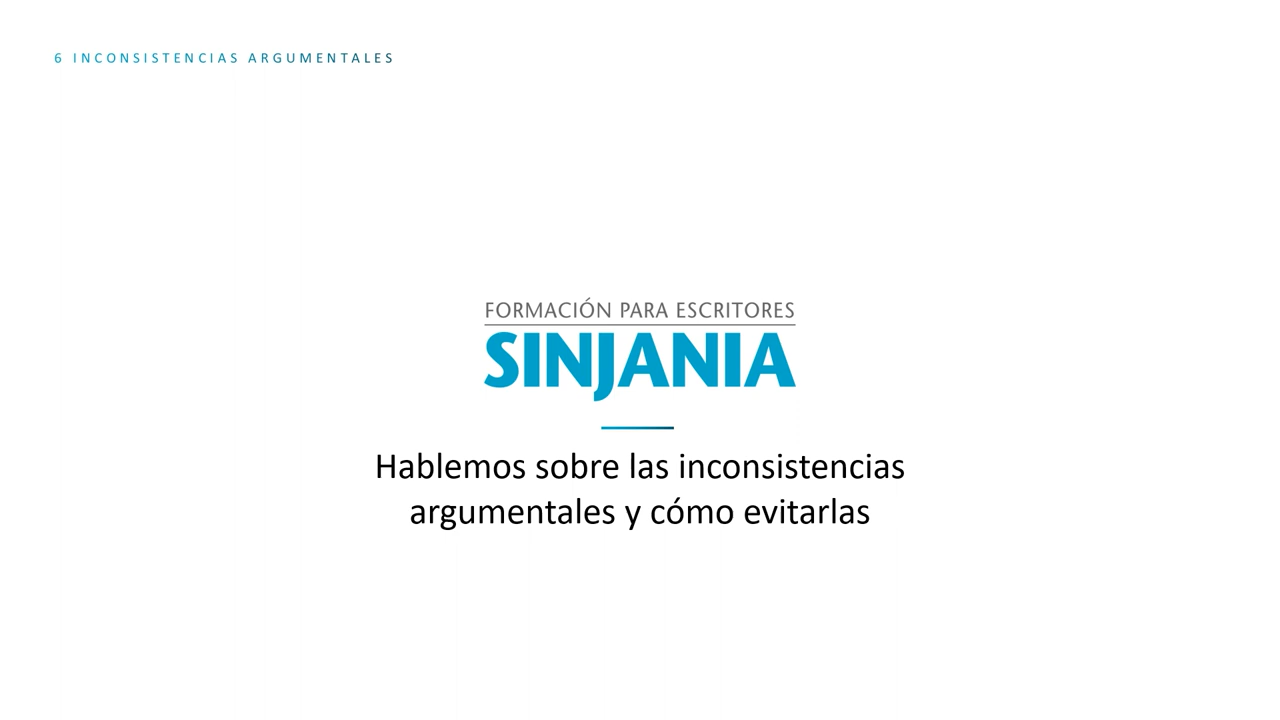 6 INCONSISTENCIAS ARGUMENTALES
FORMACIÓN PARA ESCRITORES
SINJANIA
Hablemos sobre las inconsistencias
argumentales y cómo evitarlas